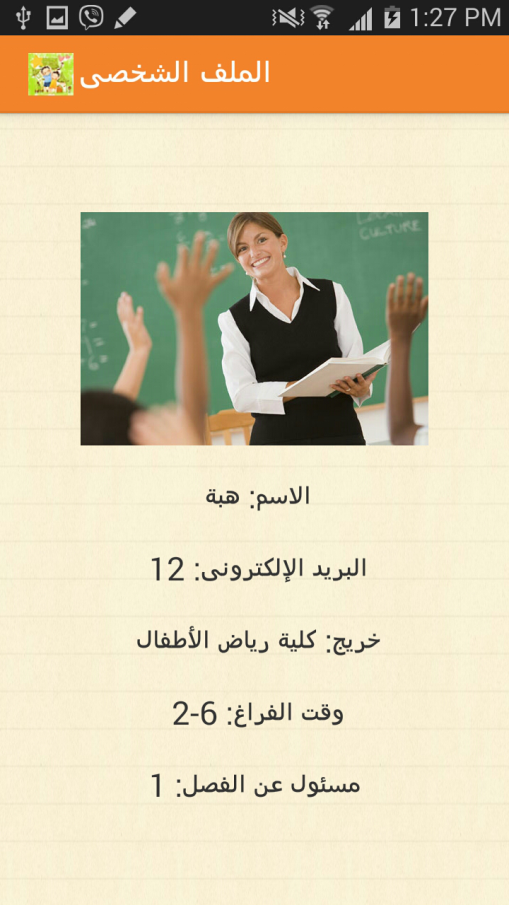 1:27 PM
الملف الشخصى
CULTURE
الاسم: هبة
البريد الإلكترونى: 12
خريج: كلية رياض الأطفال
وقت الفراغ: 6-2
مسئول عن الفصل: 1